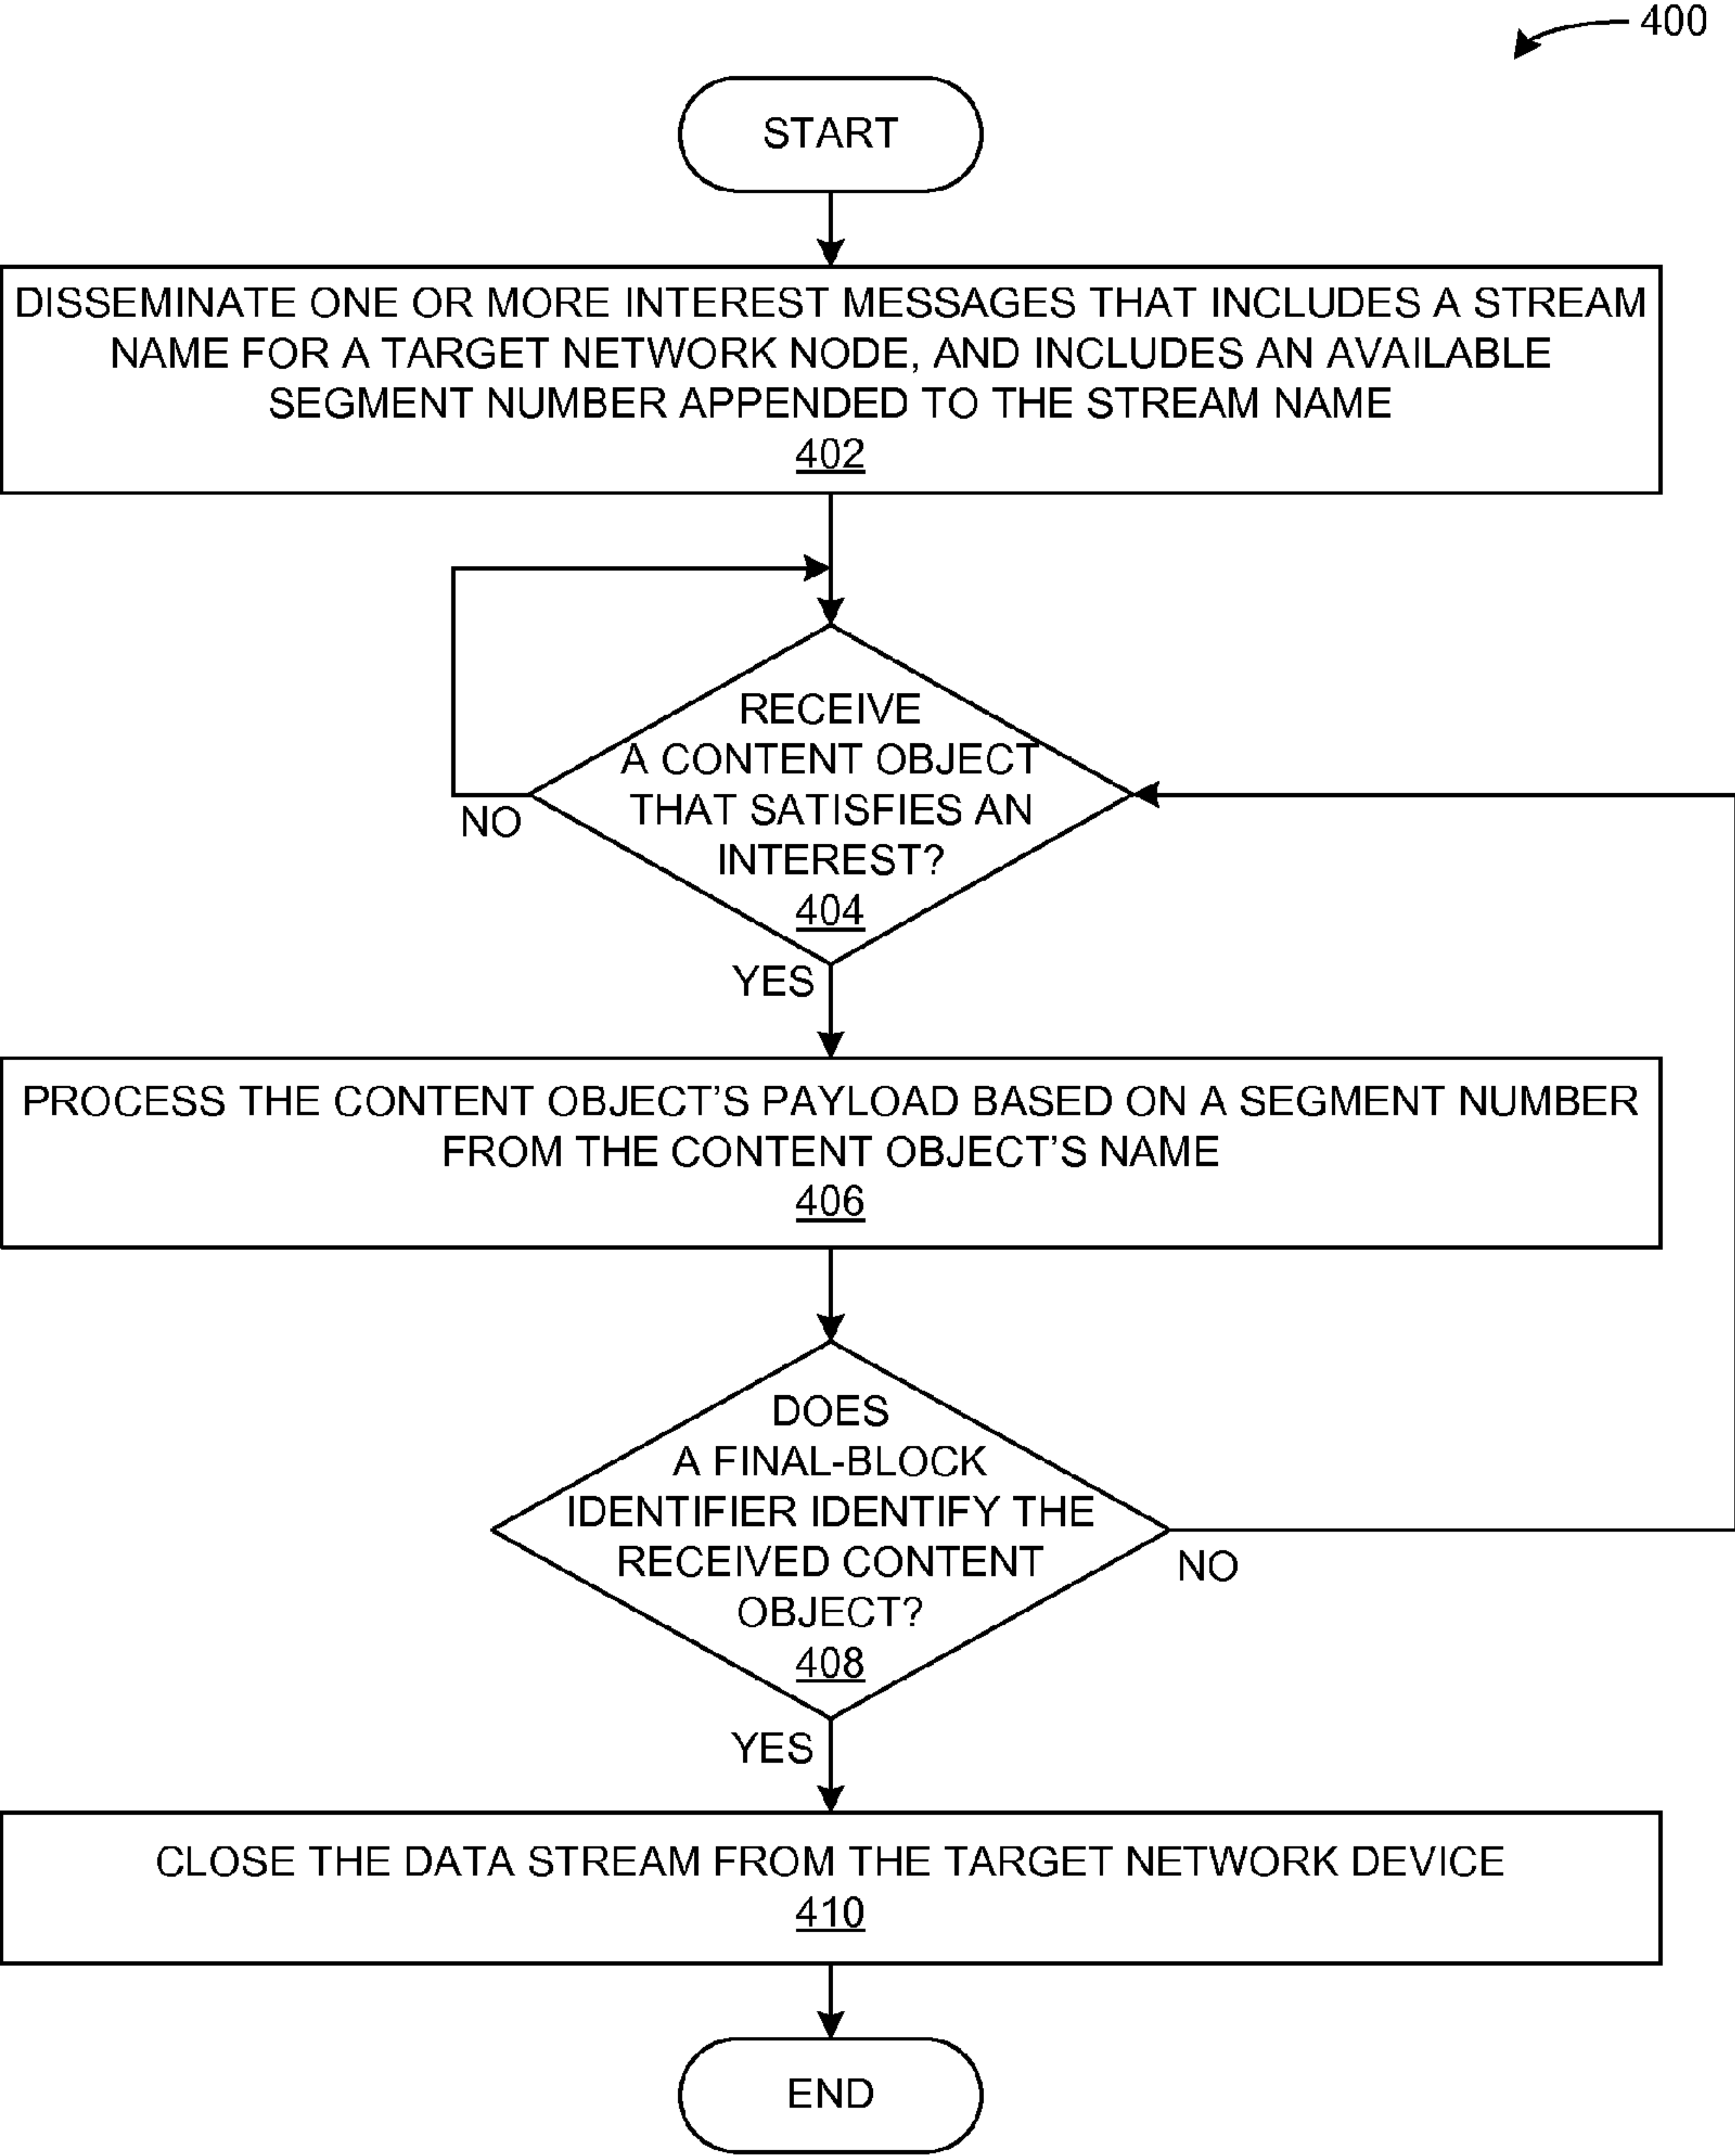 400
START
DISSEMINATE ONE OR MORE INTEREST MESSAGES THAT INCLUDES A STREAM
NAME FOR A TARGET NETWORK NODE, AND INCLUDES AN AVAILABLE
SEGMENT NUMBER APPENDED TO THE STREAM NAME
402
RECEIVE
A CONTENT OBJECT
THAT SATISFIES AN
INTEREST?
404
NO
YES
PROCESS THE CONTENT OBJECT’S PAYLOAD BASED ON A SEGMENT NUMBER
FROM THE CONTENT OBJECT’S NAME
406
DOES
A FINAL-BLOCK
IDENTIFIER IDENTIFY THE
RECEIVED CONTENT
OBJECT?
408
NO
YES
CLOSE THE DATA STREAM FROM THE TARGET NETWORK DEVICE
410
END